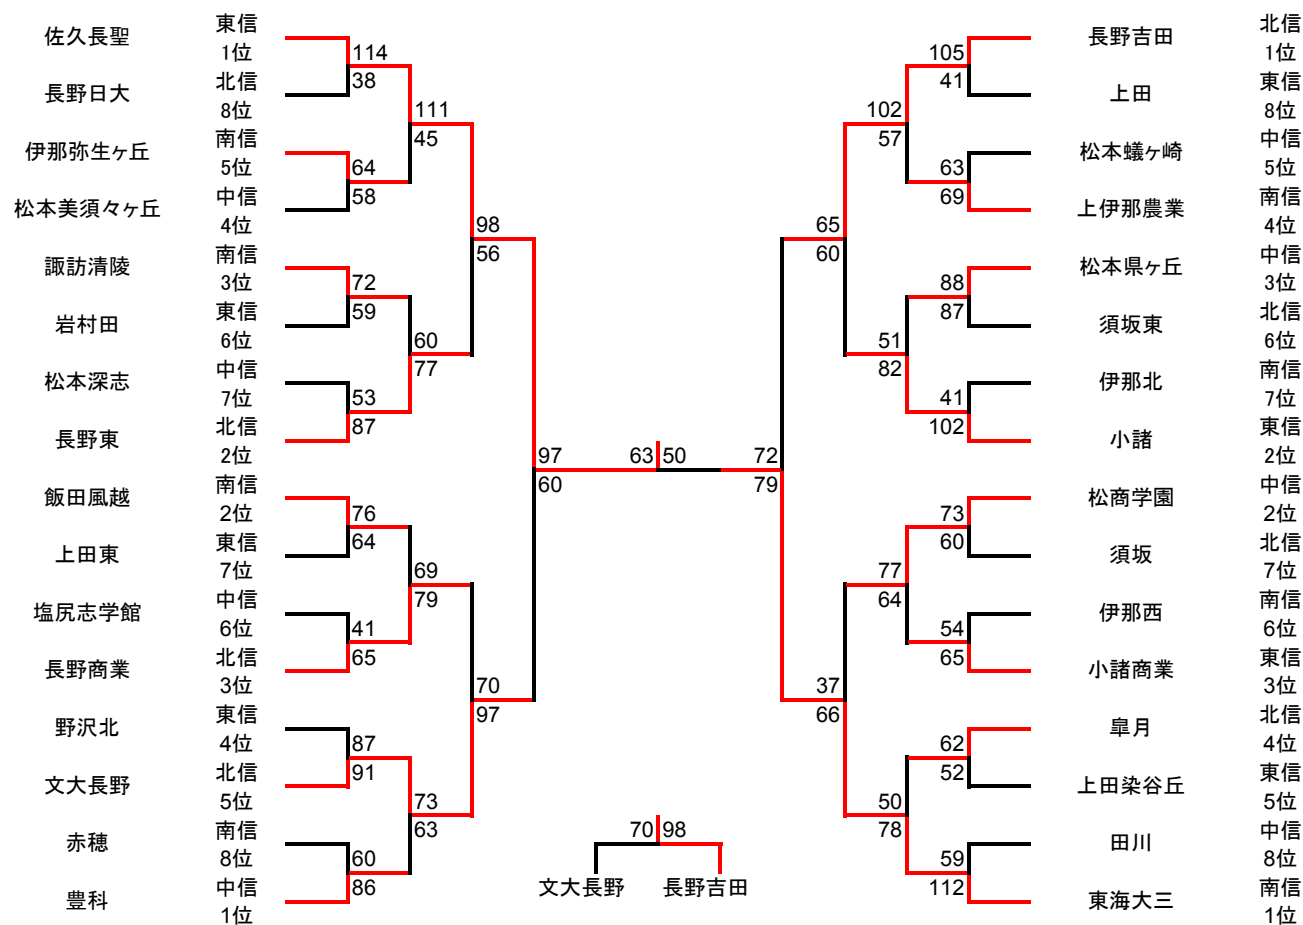 佐久長聖 東信 1位 114
長野日大 北信 8位 38
111
45
伊那弥生ヶ丘 南信 5位 64
松本美須々ヶ丘 中信 4位 58
98
56
諏訪清陵 南信 3位 72
岩村田 東信 6位 59
60
77
松本深志 中信 7位 53
長野東 北信 2位 87
97
60
飯田風越 南信 2位 76
上田東 東信 7位 64
69
79
塩尻志学館 中信 6位 41
長野商業 北信 3位 65
70
97
野沢北 東信 4位 87
文大長野 北信 5位 91
73
63
赤穂 南信 8位 60
豊科 中信 1位 86
63 50
70 98
文大長野 長野吉田
105 長野吉田 北信 1位
41 上田 東信 8位
102
57
63 松本蟻ヶ崎 中信 5位
69 上伊那農業 南信 4位
65
60
88 松本県ヶ丘 中信 3位
87 須坂東 北信 6位
51
82
41 伊那北 南信 7位
102 小諸 東信 2位
72
79
73 松商学園 中信 2位
60 須坂 北信 7位
77
64
54 伊那西 南信 6位
65 小諸商業 東信 3位
37
66
62 皐月 北信 4位
52 上田染谷丘 東信 5位
50
78
59 田川 中信 8位
112 東海大三 南信 1位